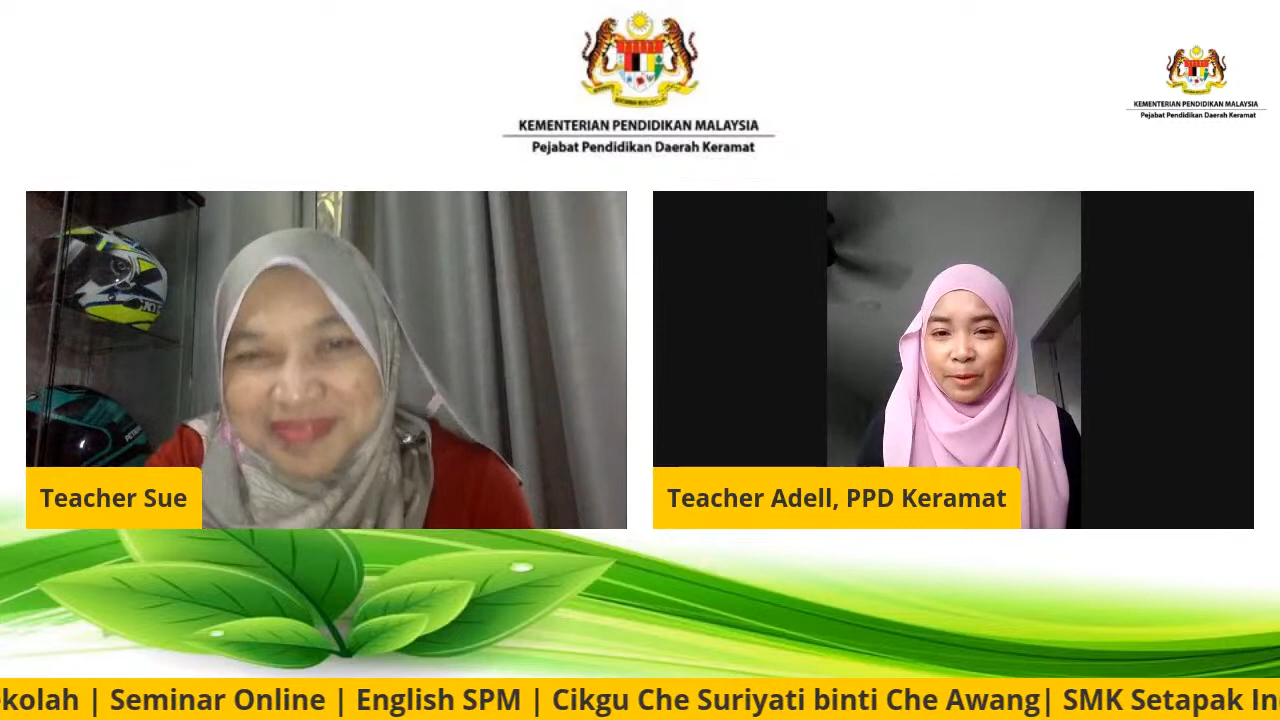 KEMENTERIAN PENDIDIKAN MALAYSIA
Pejabat Pendidikan Daerah Keramat
KEMENTERIAN PENDIDIKAN MALAYSIA
Pejabat Pendidikan Daerah Keramat
Teacher Sue
Teacher Adell, PPD Keramat
ekolah | Seminar Online | English SPM | Cikgu Che Suriyati binti Che Awang| SMK Setapak In